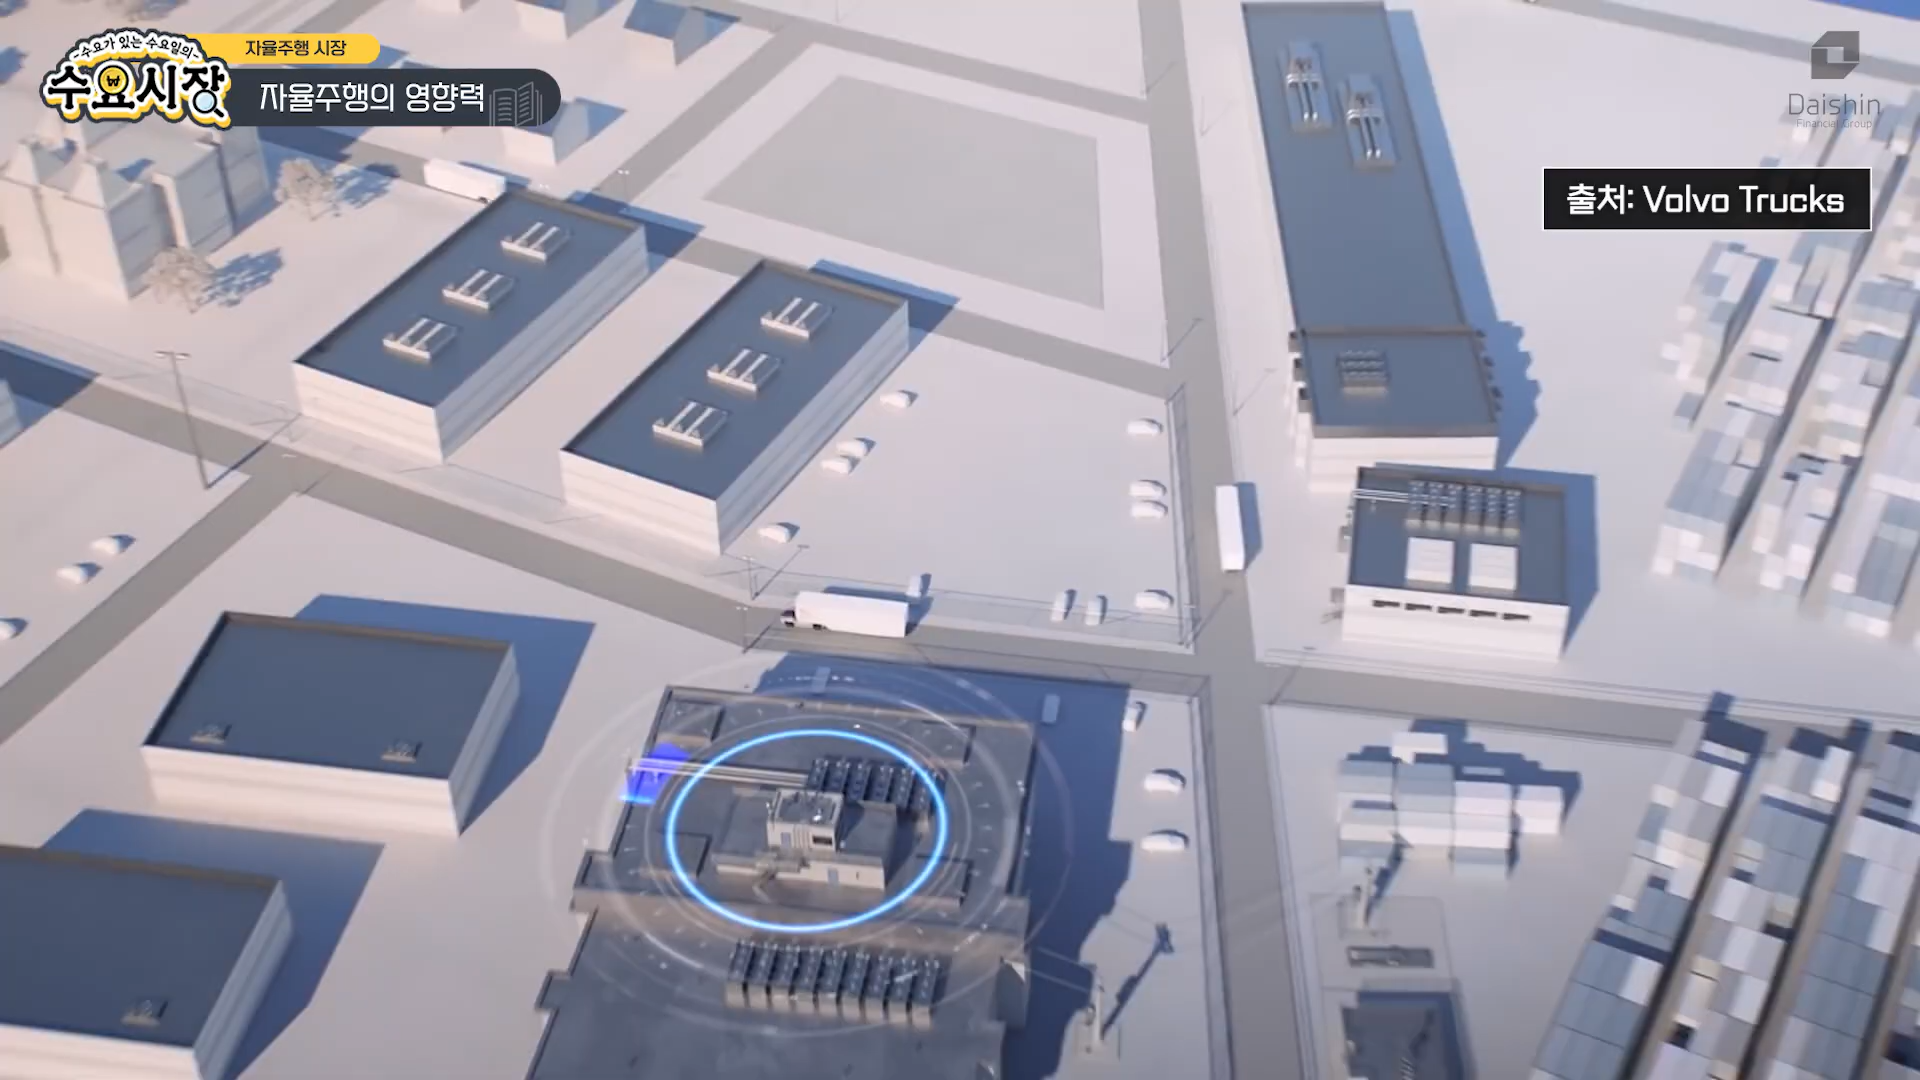 -수요가 있는 수요일의-
수요시장
자율주행 시장
자율주행의 영향력
Daishin
Financial Group
출처: Volvo Trucks